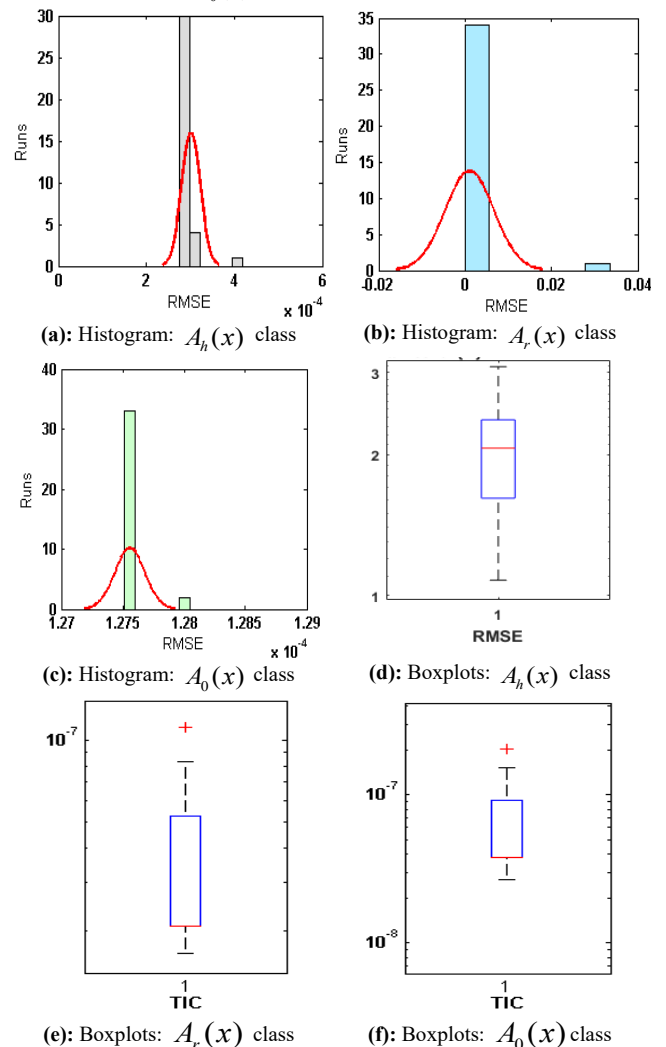 30
25
20
15
10
5
0
Runs
0 2 4 6
RMSE
x 10⁻⁴
(a): Histogram: A_h(x) class
35
30
25
20
15
10
5
0
Runs
-0.02 0 0.02 0.04
RMSE
(b): Histogram: A_r(x) class
40
30
20
10
0
Runs
1.27 1.275 1.28 1.285 1.29
RMSE
x 10⁻⁴
(c): Histogram: A_0(x) class
3
2
1
1
RMSE
(d): Boxplots: A_h(x) class
10⁻⁷
1
TIC
(e): Boxplots: A_r(x) class
10⁻⁷
10⁻⁸
1
TIC
(f): Boxplots: A_0(x) class